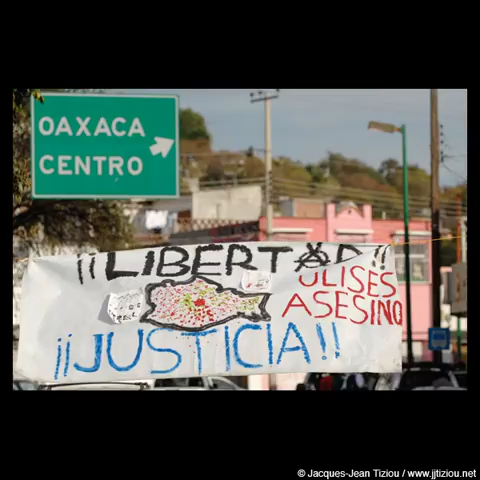 OAXACA
CENTRO
¡¡LIBERTAD!!
ULISES
ASESINO
¡¡JUSTICIA!!
© Jacques-Jean Tiziou / www.jjtiziou.net